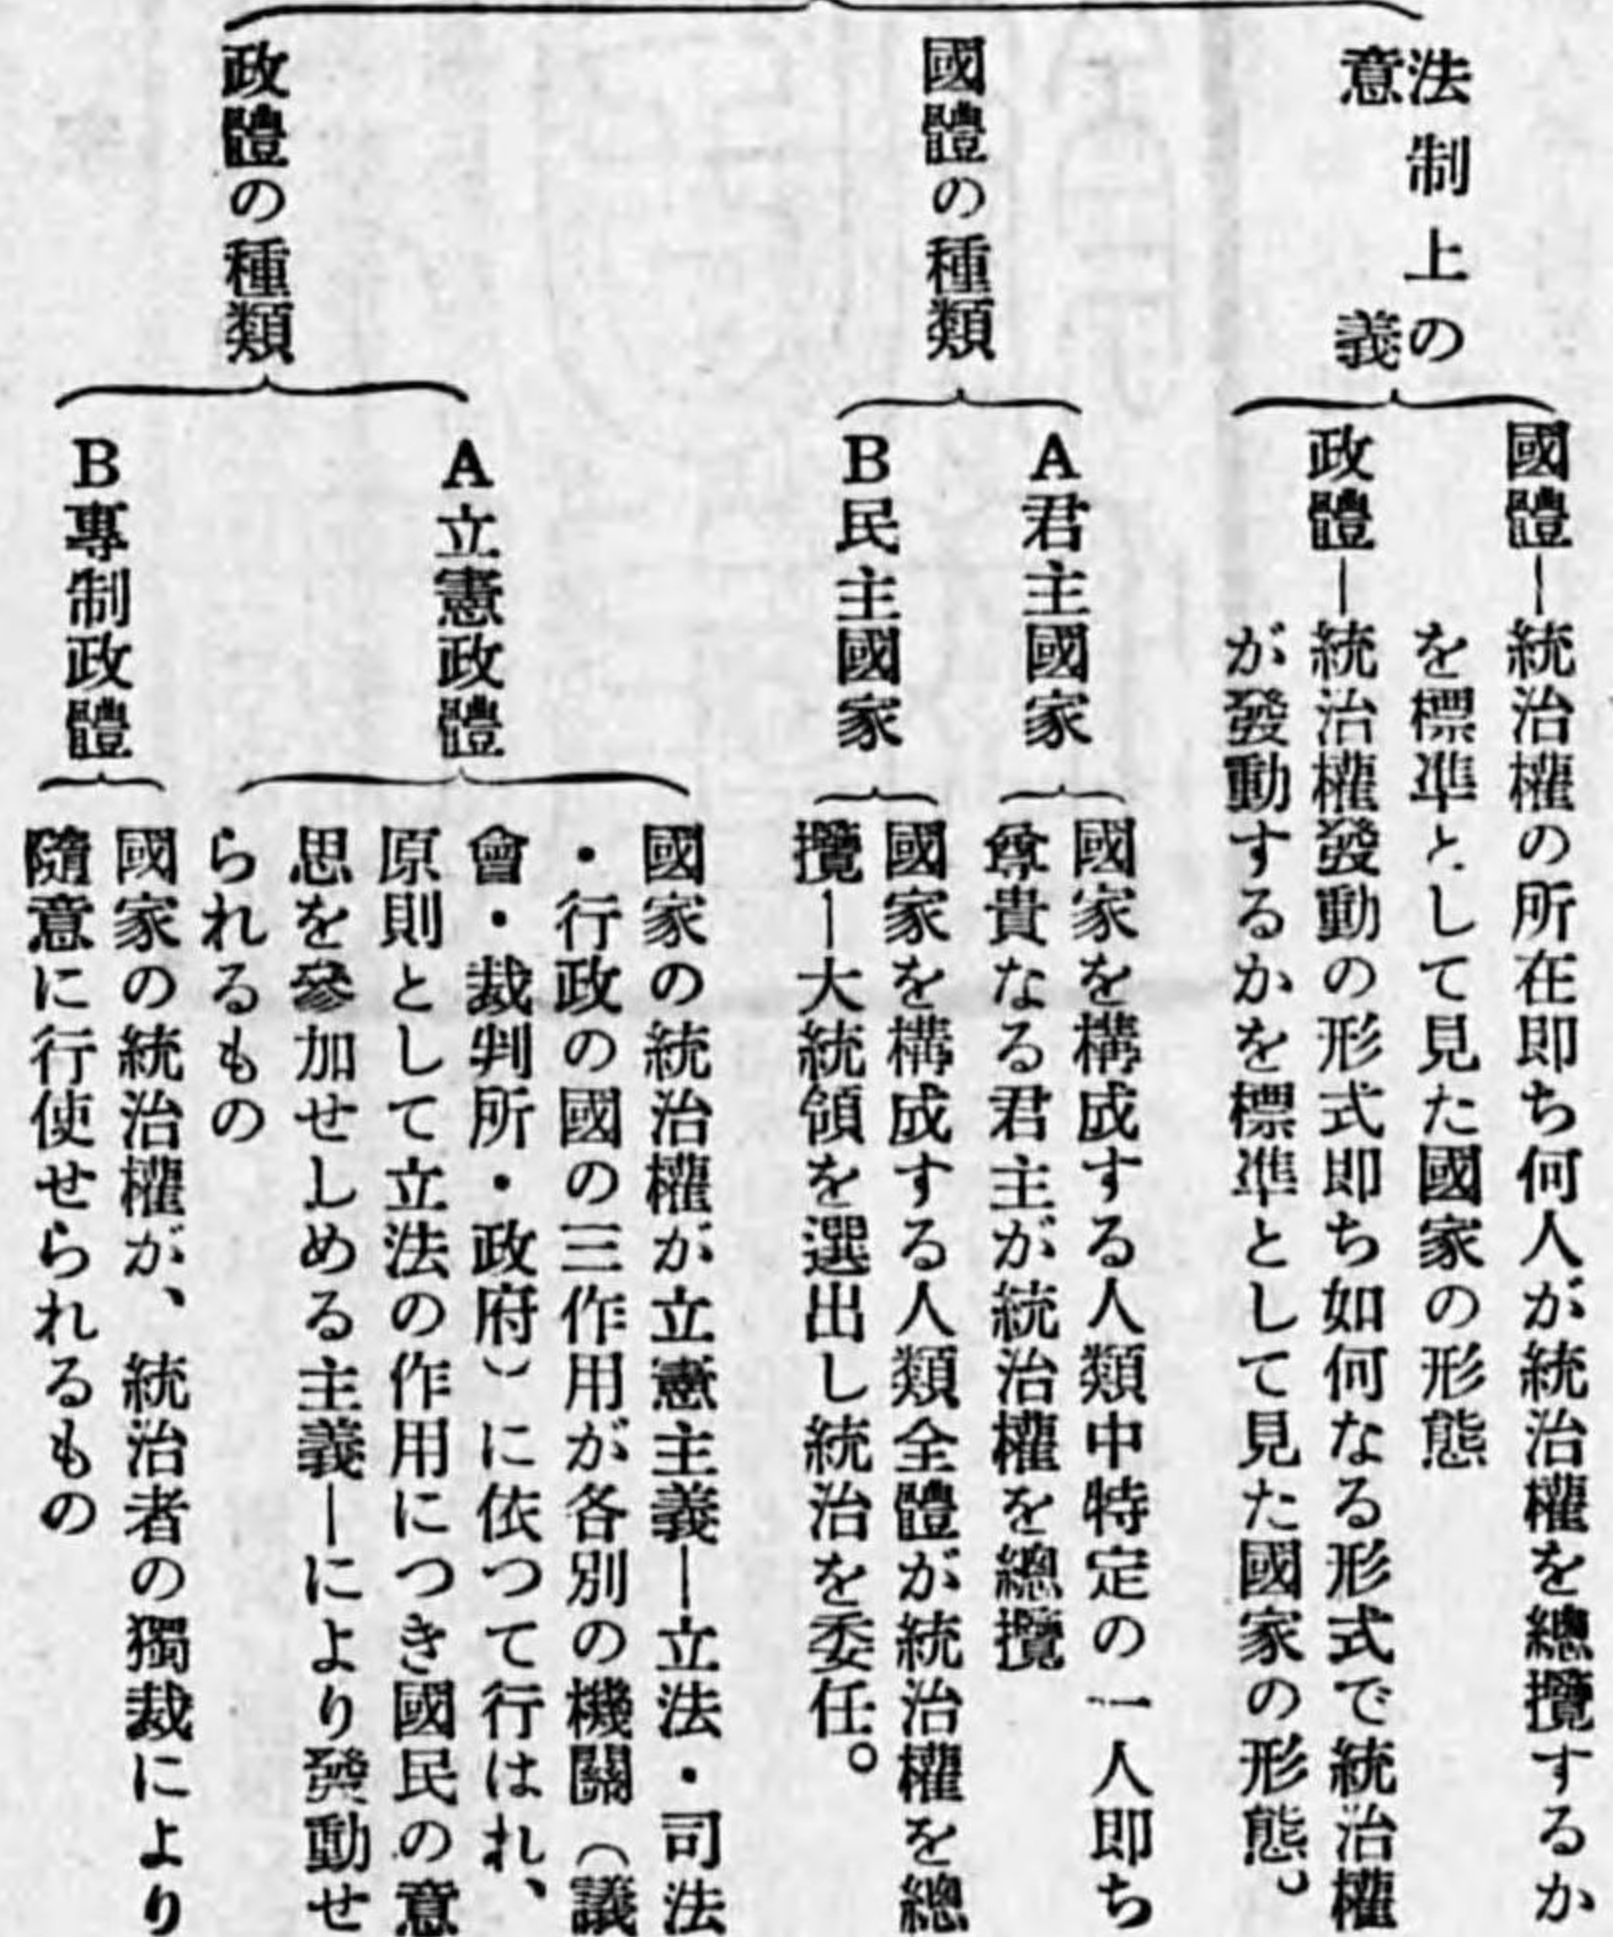 法制上の
意義
國體―統治權の所在即ち何人が統治權を總攬するか
を標準として見た國家の形態
政體―統治權發動の形式即ち如何なる形式で統治權
が發動するかを標準として見た國家の形態。
國體の種類
A君主國家
國家を構成する人類中特定の一人即ち
尊貴なる君主が統治權を總攬
B民主國家
國家を構成する人類全體が統治權を總
攬―大統領を選出し統治を委任。
政體の種類
A立憲政體
國家の統治權が立憲主義―立法・司法
・行政の國の三作用が各別の機關（議
會・裁判所・政府）に依つて行はれ、
原則として立法の作用につき國民の意
思を參加せしめる主義―により發動せ
られるもの
B專制政體
國家の統治權が、統治者の獨裁により
隨意に行使せられるもの